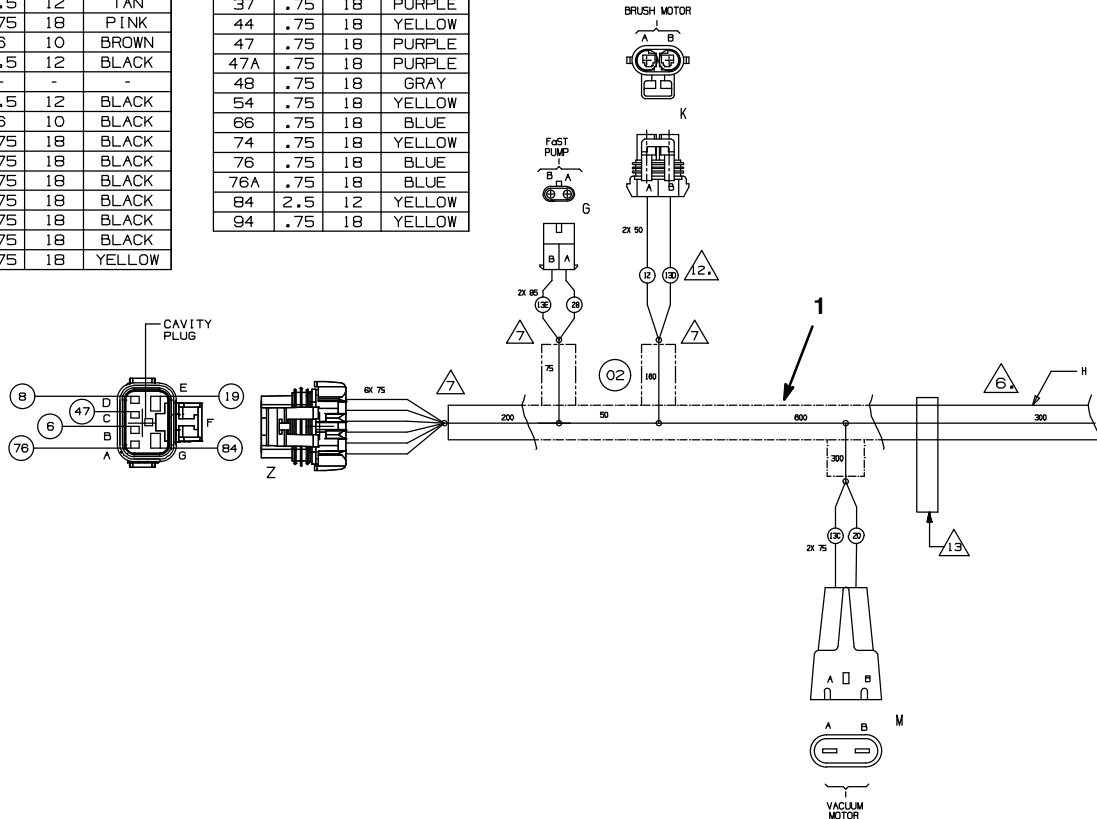 .5 12 TAN
75 18 PINK
6 10 BROWN
.5 12 BLACK
- - -
.5 12 BLACK
6 10 BLACK
75 18 BLACK
75 18 BLACK
75 18 BLACK
75 18 BLACK
75 18 BLACK
75 18 BLACK
75 18 YELLOW
37 .75 18 PURPLE
44 .75 18 YELLOW
47 .75 18 PURPLE
47A .75 18 PURPLE
48 .75 18 GRAY
54 .75 18 YELLOW
66 .75 18 BLUE
74 .75 18 YELLOW
76 .75 18 BLUE
76A .75 18 BLUE
84 2.5 12 YELLOW
94 .75 18 YELLOW
BRUSH MOTOR
A B
K
A B
2X 50
12 13D
12.
FaST
PUMP
B A
G
B A
2X 85
13E 28
7
7
75
02
160
1
CAVITY
PLUG
8
D
E
19
47
C
F
6
B
76
A
G
84
Z
6X 75
7
200
50
600
6.
H
300
300
13C 20
2X 75
13
A B
M
A B
VACUUM
MOTOR